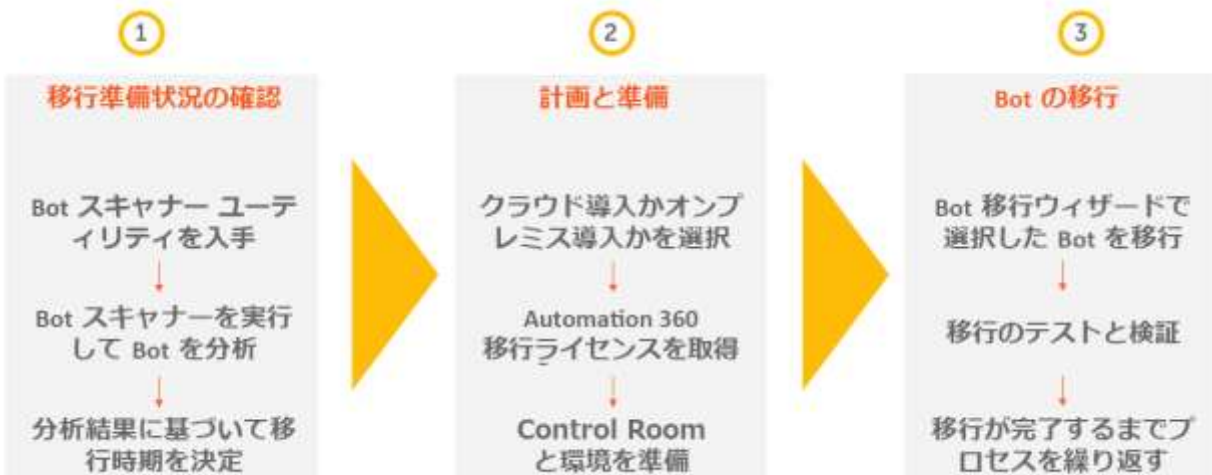 1
移行準備状況の確認
Bot スキャナー ユーテ
ィリティを入手
Bot スキャナーを実行
して Bot を分析
分析結果に基づいて移
行時期を決定
2
計画と準備
クラウド導入かオンプ
レミス導入かを選択
Automation 360
移行ライセンスを取得
Control Room
と環境を準備
3
Bot の移行
Bot 移行ウィザードで
選択した Bot を移行
移行のテストと検証
移行が完了するまでプ
ロセスを繰り返す